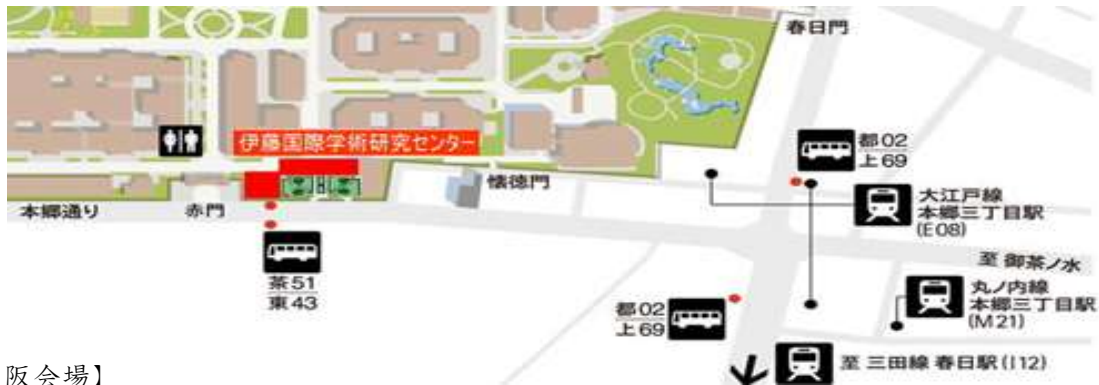 春日門
伊藤国際学術研究センター
都02
上69
懐徳門
大江戸線
本郷三丁目駅
(E08)
本郷通り
赤門
至 御茶ノ水
茶51
東43
丸ノ内線
本郷三丁目駅
(M21)
都02
上69
至 三田線 春日駅(I12)
阪会場】